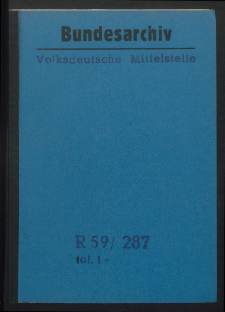 Bundesarchiv
Volksdeutsche Mittelstelle
R 59/ 287
fol. 1-